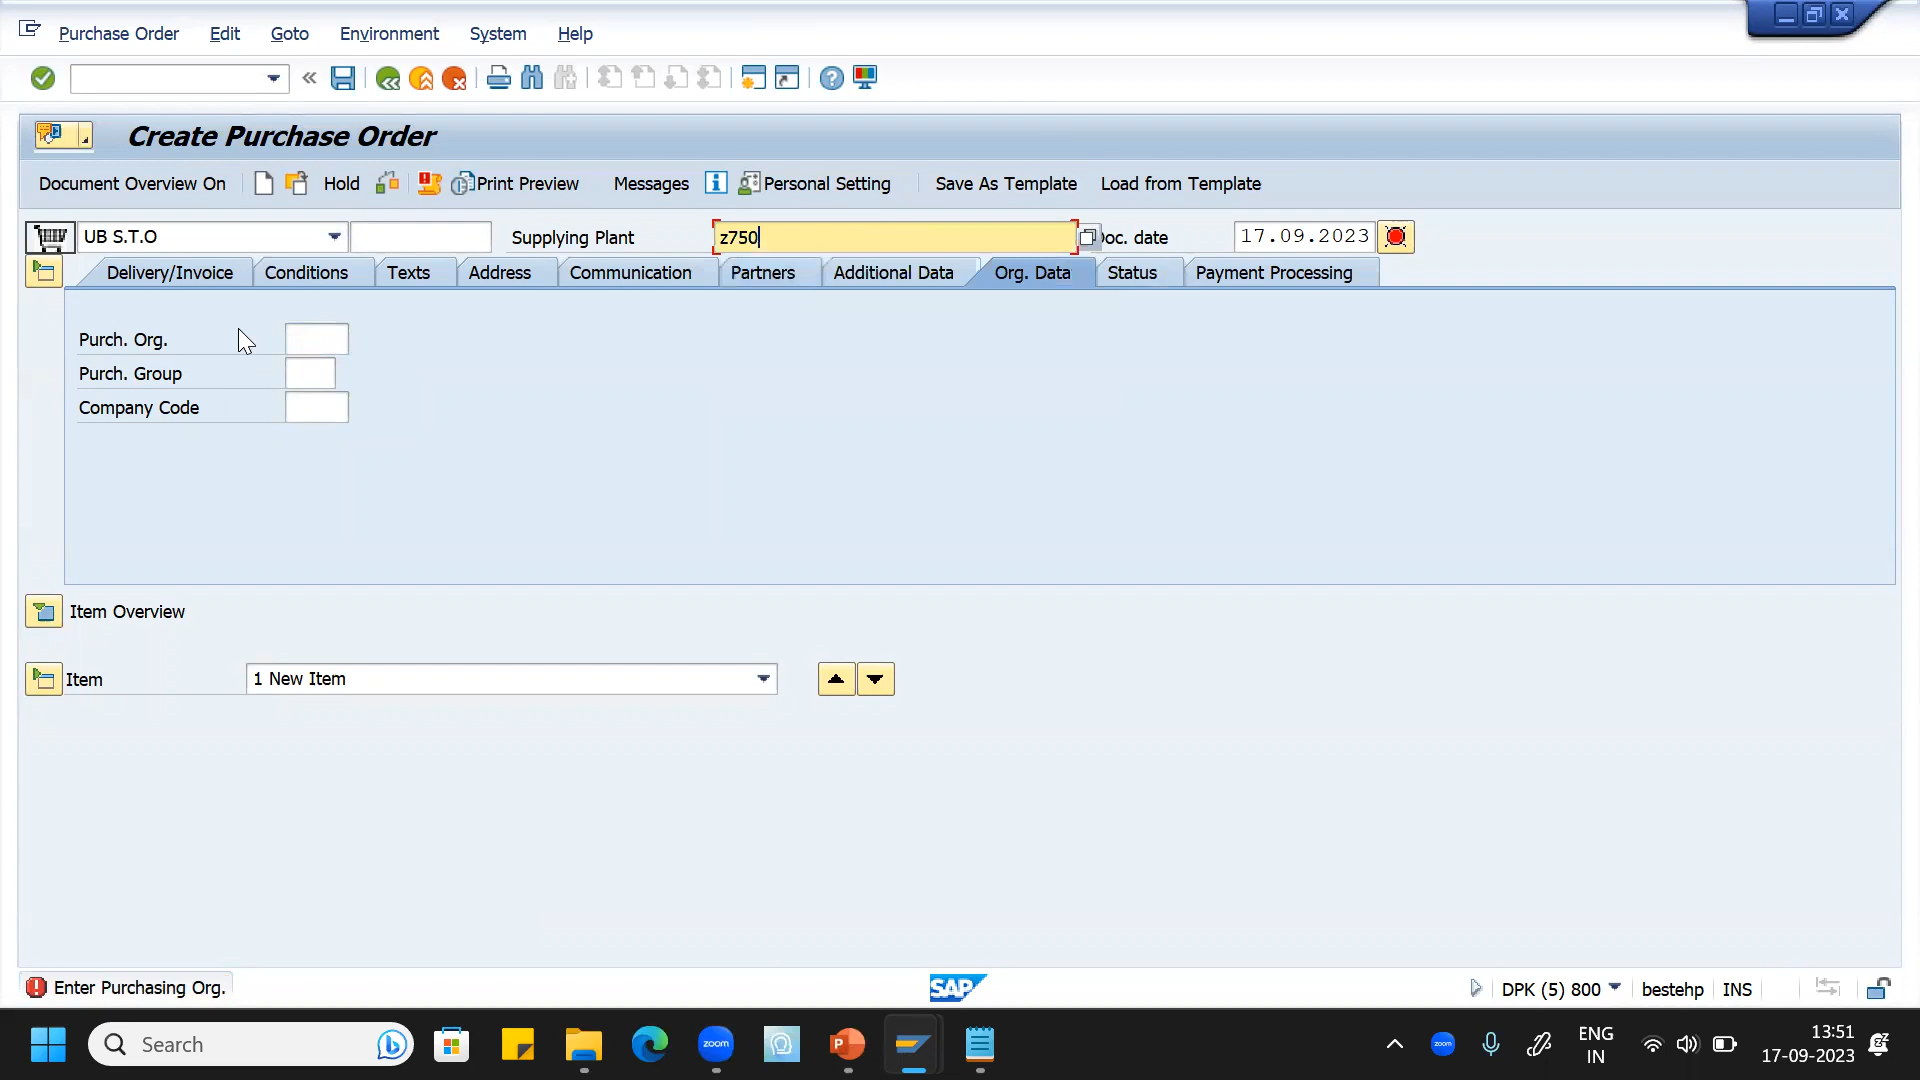 Purchase Order Edit Goto Environment System Help
Create Purchase Order
Document Overview On Hold Print Preview Messages Personal Setting Save As Template Load from Template
UB S.T.O Supplying Plant z750 Doc. date 17.09.2023
Delivery/Invoice Conditions Texts Address Communication Partners Additional Data Org. Data Status Payment Processing
Purch. Org.
Purch. Group
Company Code
Item Overview
Item 1 New Item
Enter Purchasing Org. SAP DPK (5) 800 bestehp INS
Search zoom zoom ENG 13:51
IN 17-09-2023